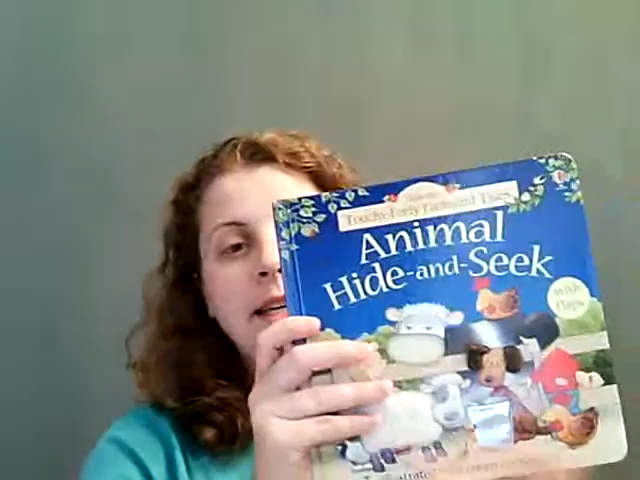 Touchy-Feely Farmyard Tales
Animal
Hide-and-Seek
With
flaps